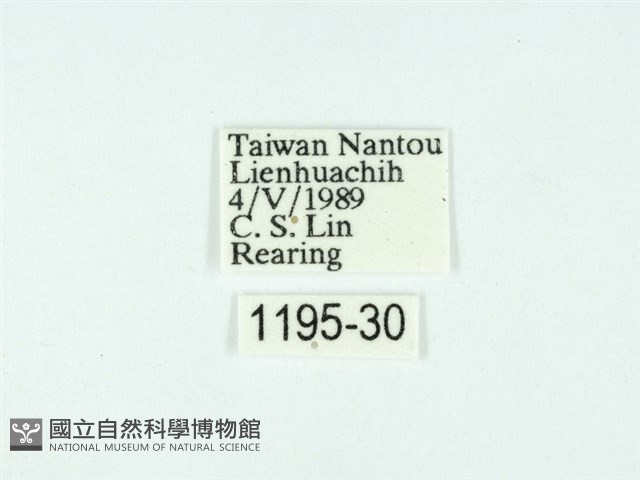 Taiwan Nantou
Lienhuachih
4/V/1989
C. S. Lin
Rearing
1195-30
國立自然科學博物館
NATIONAL MUSEUM OF NATURAL SCIENCE